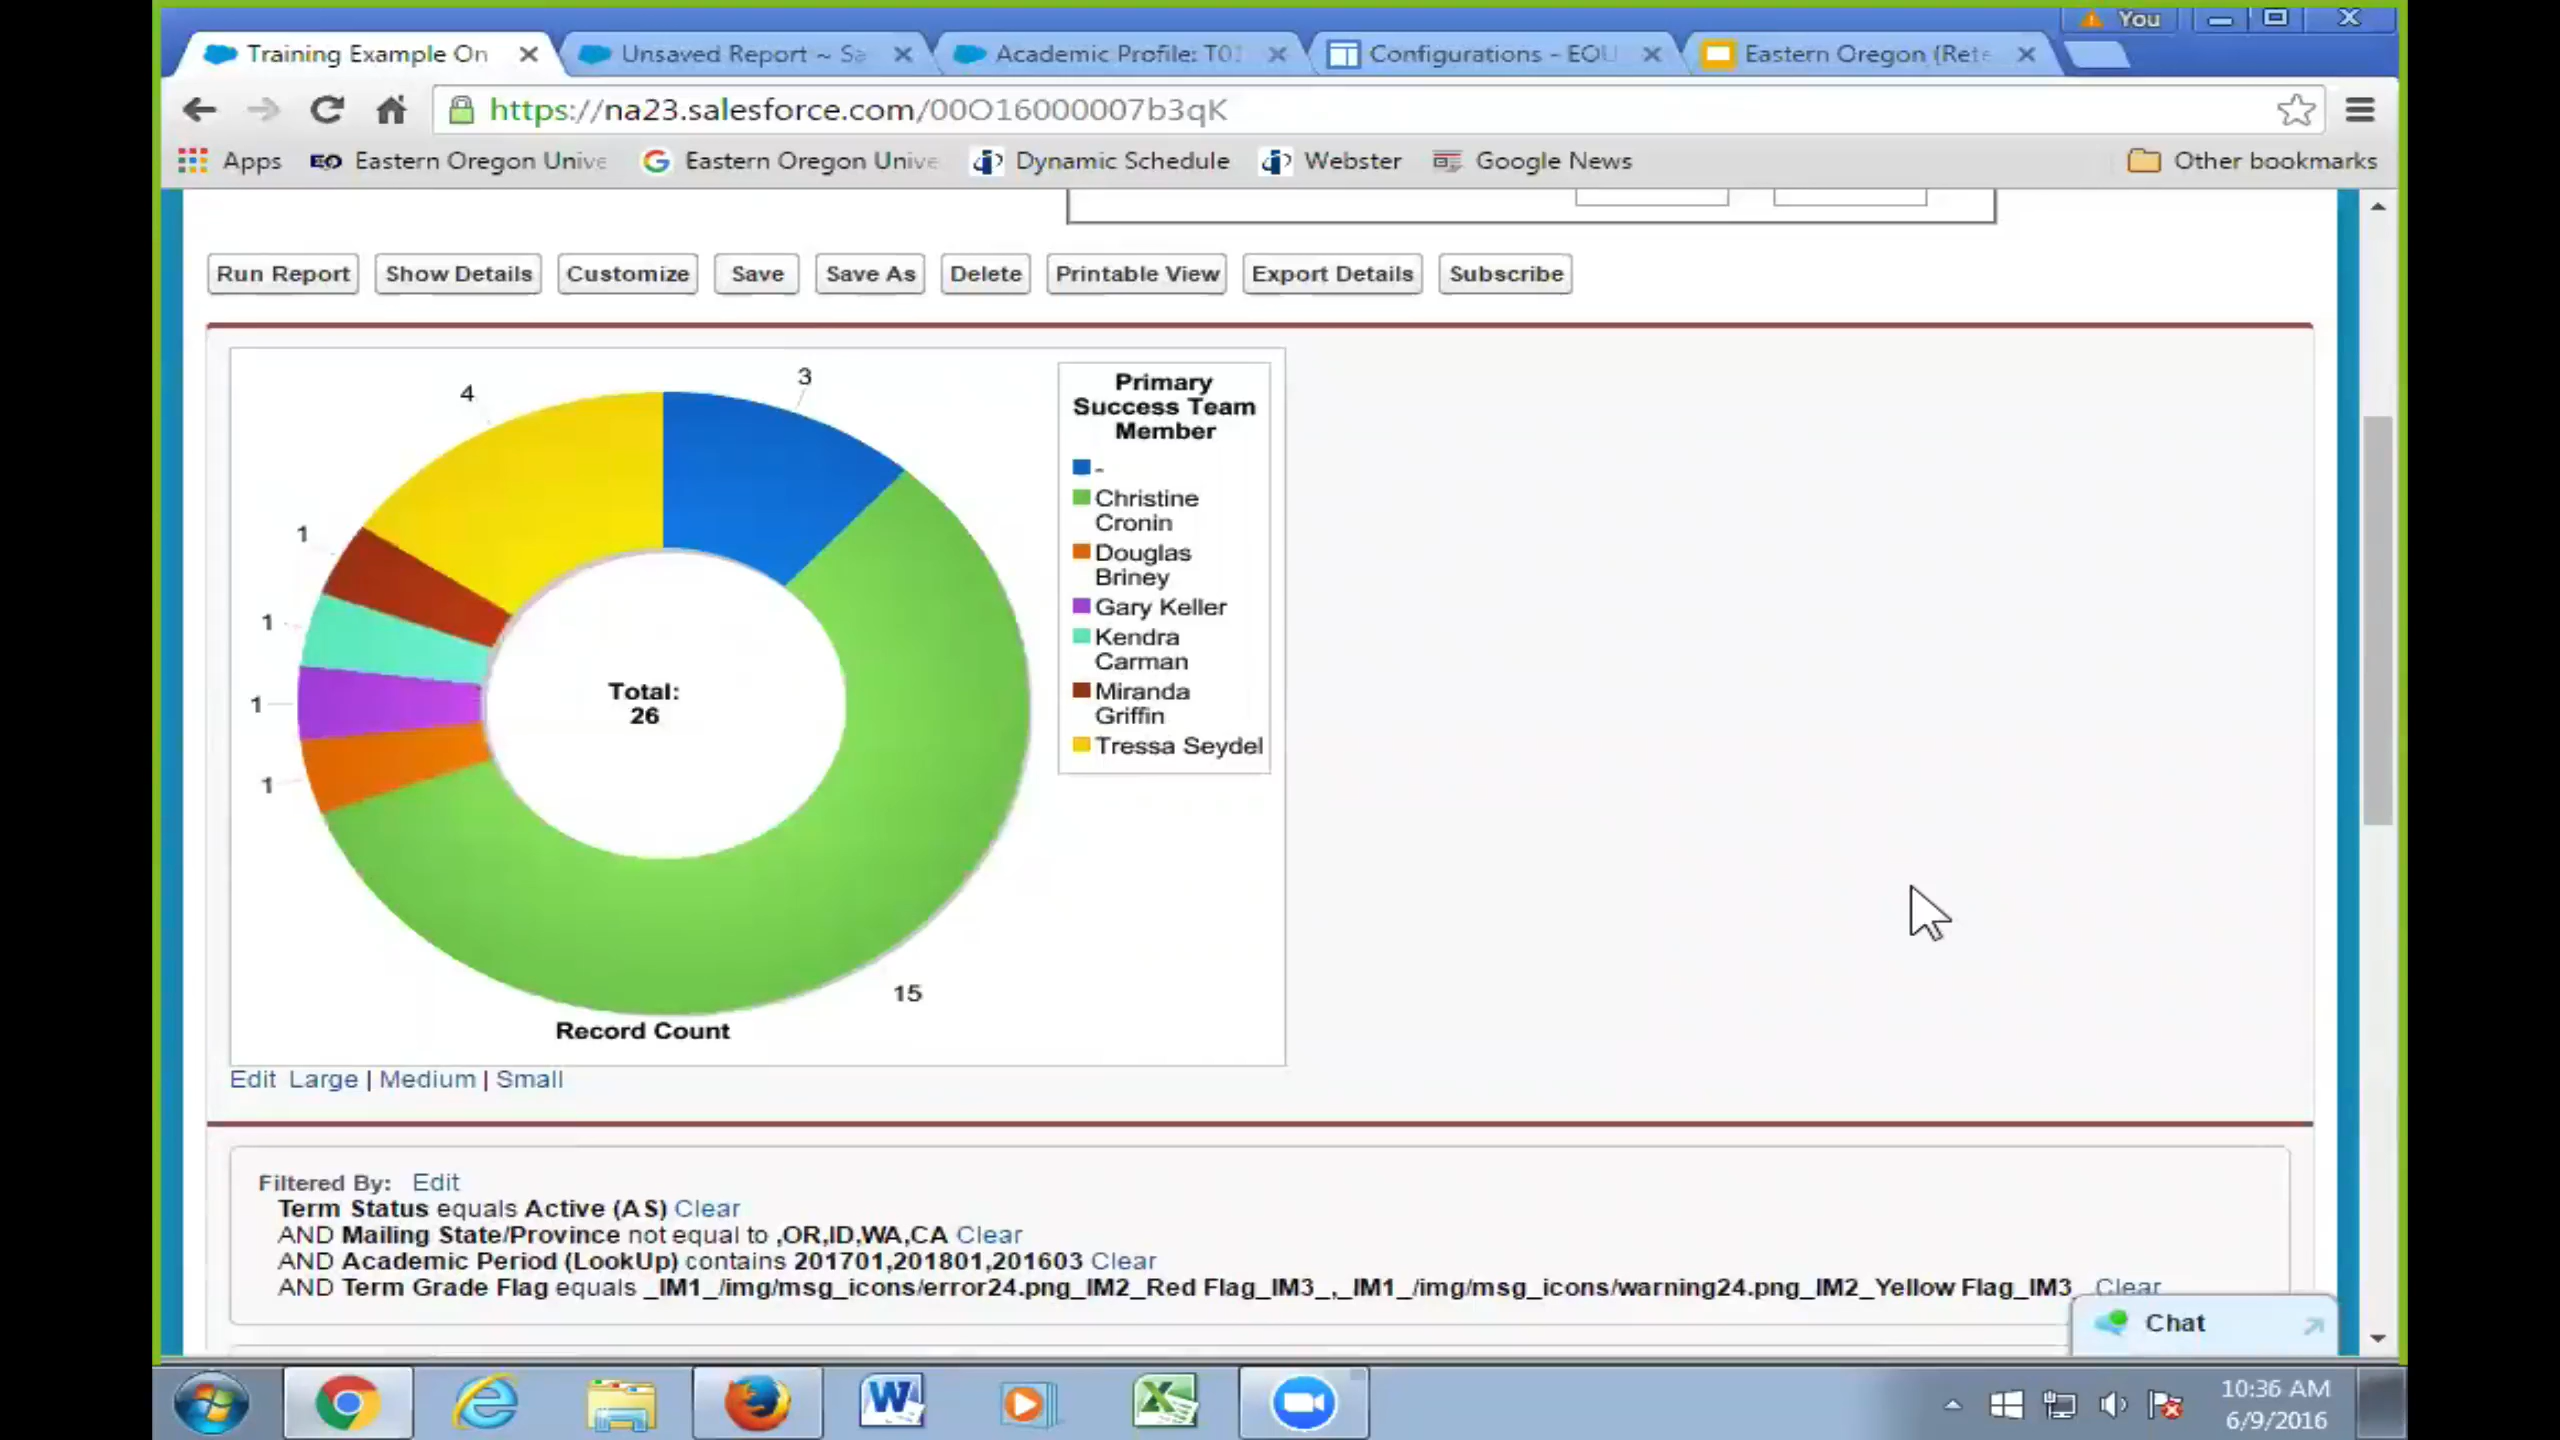 You
Training Example On
Unsaved Report ~ Sa
Academic Profile: T01
Configurations - EOU
Eastern Oregon (Rete
https://na23.salesforce.com/00O16000007b3qK
Apps
Eastern Oregon Unive
Eastern Oregon Unive
Dynamic Schedule
Webster
Google News
Other bookmarks
Run Report
Show Details
Customize
Save
Save As
Delete
Printable View
Export Details
Subscribe
3
4
1
1
1
1
15
Total:
26
Record Count
Primary
Success Team
Member
-
Christine
Cronin
Douglas
Briney
Gary Keller
Kendra
Carman
Miranda
Griffin
Tressa Seydel
Edit Large | Medium | Small
Filtered By: Edit
Term Status equals Active (AS) Clear
AND Mailing State/Province not equal to ,OR,ID,WA,CA Clear
AND Academic Period (LookUp) contains 201701,201801,201603 Clear
AND Term Grade Flag equals _IM1_/img/msg_icons/error24.png_IM2_Red Flag_IM3_,_IM1_/img/msg_icons/warning24.png_IM2_Yellow Flag_IM3_ Clear
Chat
10:36 AM
6/9/2016